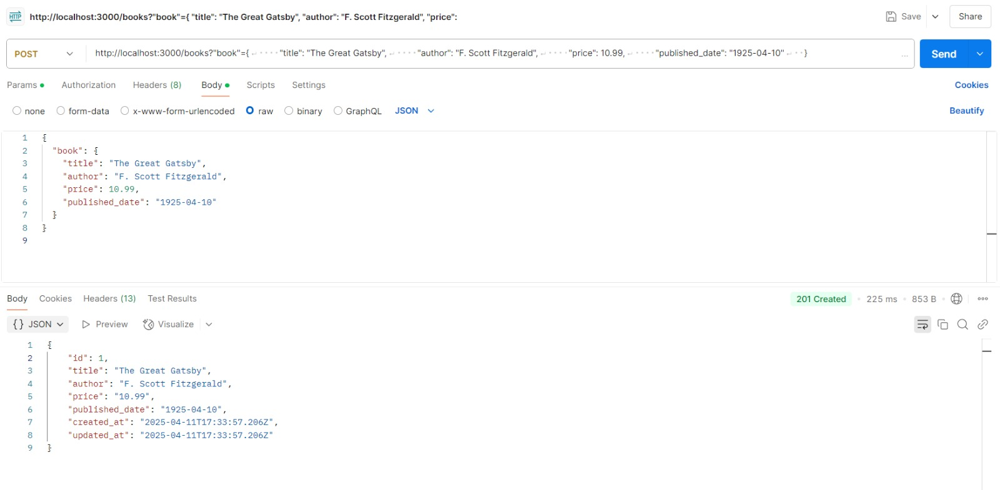 HTTP http://localhost:3000/books?"book"={ "title": "The Great Gatsby", "author": "F. Scott Fitzgerald", "price": Save Share
POST http://localhost:3000/books?"book"={ ↵ ···· "title": "The Great Gatsby", ↵ ···· "author": "F. Scott Fitzgerald", ↵ ···· "price": 10.99, ↵ ···· "published_date": "1925-04-10" ↵ ·· } ... Send
Params Authorization Headers (8) Body Scripts Settings Cookies
none form-data x-www-form-urlencoded raw binary GraphQL JSON Beautify
1 {
2 "book": {
3 "title": "The Great Gatsby",
4 "author": "F. Scott Fitzgerald",
5 "price": 10.99,
6 "published_date": "1925-04-10"
7 }
8 }
9
Body Cookies Headers (13) Test Results 201 Created • 225 ms • 853 B
{} JSON Preview Visualize
1 {
2 "id": 1,
3 "title": "The Great Gatsby",
4 "author": "F. Scott Fitzgerald",
5 "price": "10.99",
6 "published_date": "1925-04-10",
7 "created_at": "2025-04-11T17:33:57.206Z",
8 "updated_at": "2025-04-11T17:33:57.206Z"
9 }